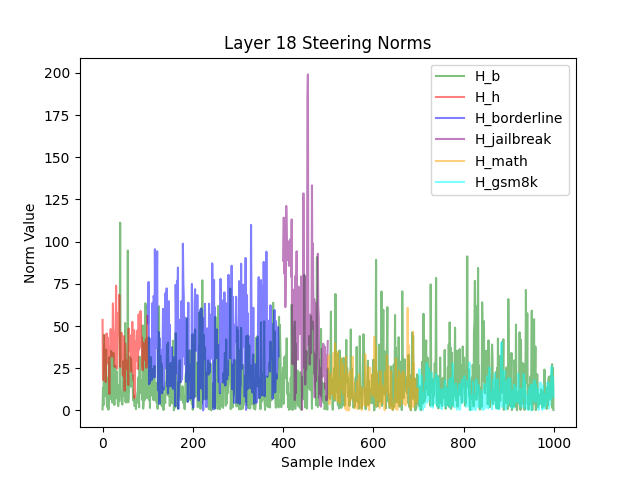 Layer 18 Steering Norms
Norm Value
200
175
150
125
100
75
50
25
0
H_b
H_h
H_borderline
H_jailbreak
H_math
H_gsm8k
0
200
400
600
800
1000
Sample Index